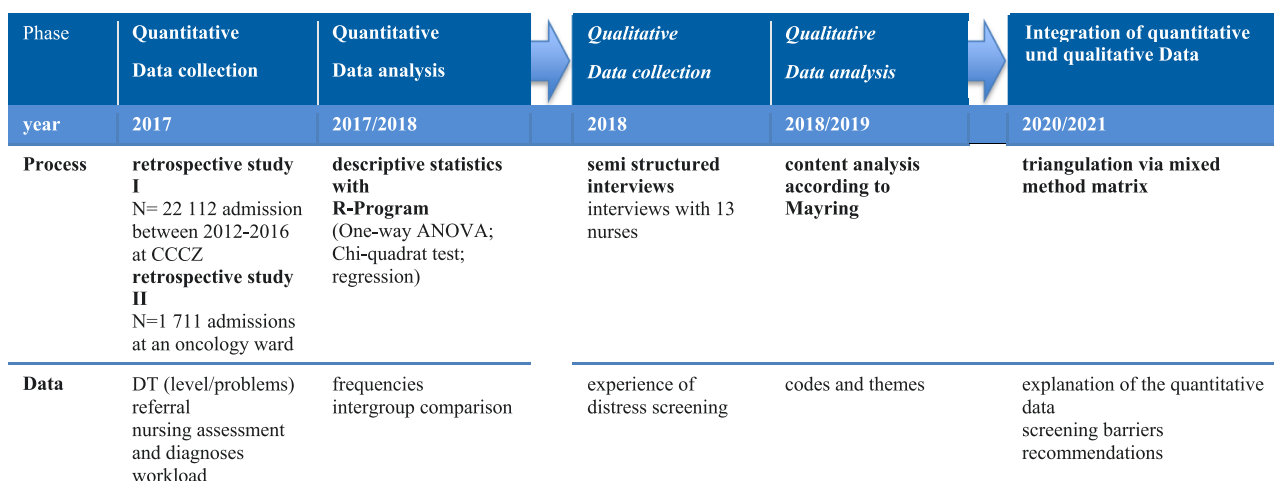 Phase
Quantitative
Data collection
Quantitative
Data analysis
Qualitative
Data collection
Qualitative
Data analysis
Integration of quantitative
und qualitative Data
year
2017
2017/2018
2018
2018/2019
2020/2021
Process
retrospective study
I
N= 22 112 admission
between 2012-2016
at CCCZ
retrospective study
II
N=1 711 admissions
at an oncology ward
descriptive statistics
with
R-Program
(One-way ANOVA;
Chi-quadrat test;
regression)
semi structured
interviews
interviews with 13
nurses
content analysis
according to
Mayring
triangulation via mixed
method matrix
Data
DT (level/problems)
referral
nursing assessment
and diagnoses
workload
frequencies
intergroup comparison
experience of
distress screening
codes and themes
explanation of the quantitative
data
screening barriers
recommendations